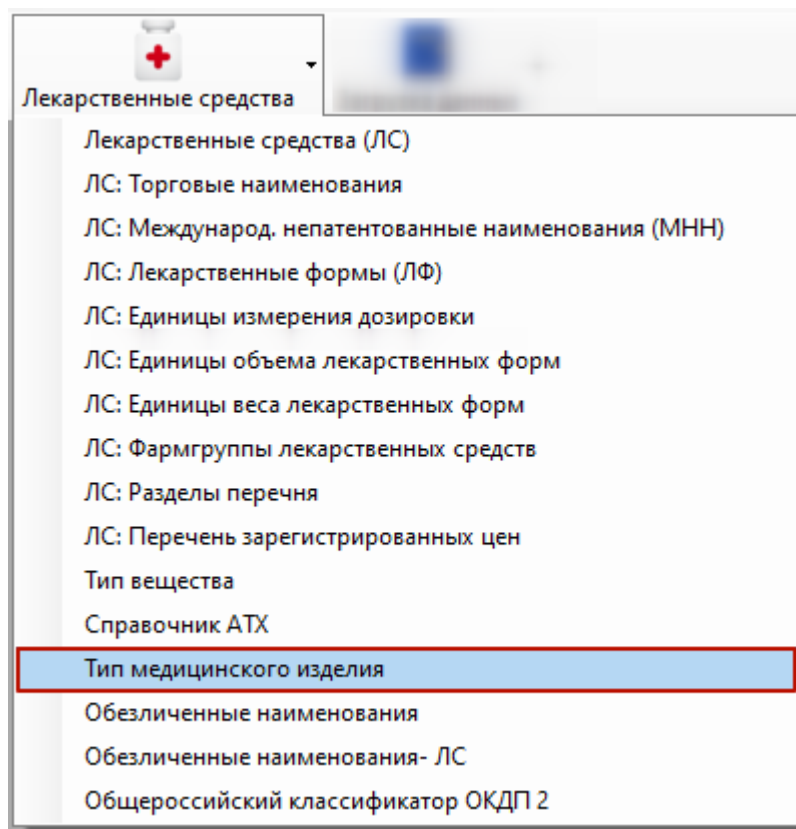 Лекарственные средства
Лекарственные средства (ЛС)
ЛС: Торговые наименования
ЛС: Международ. непатентованные наименования (МНН)
ЛС: Лекарственные формы (ЛФ)
ЛС: Единицы измерения дозировки
ЛС: Единицы объема лекарственных форм
ЛС: Единицы веса лекарственных форм
ЛС: Фармгруппы лекарственных средств
ЛС: Разделы перечня
ЛС: Перечень зарегистрированных цен
Тип вещества
Справочник АТХ
Тип медицинского изделия
Обезличенные наименования
Обезличенные наименования- ЛС
Общероссийский классификатор ОКДП 2